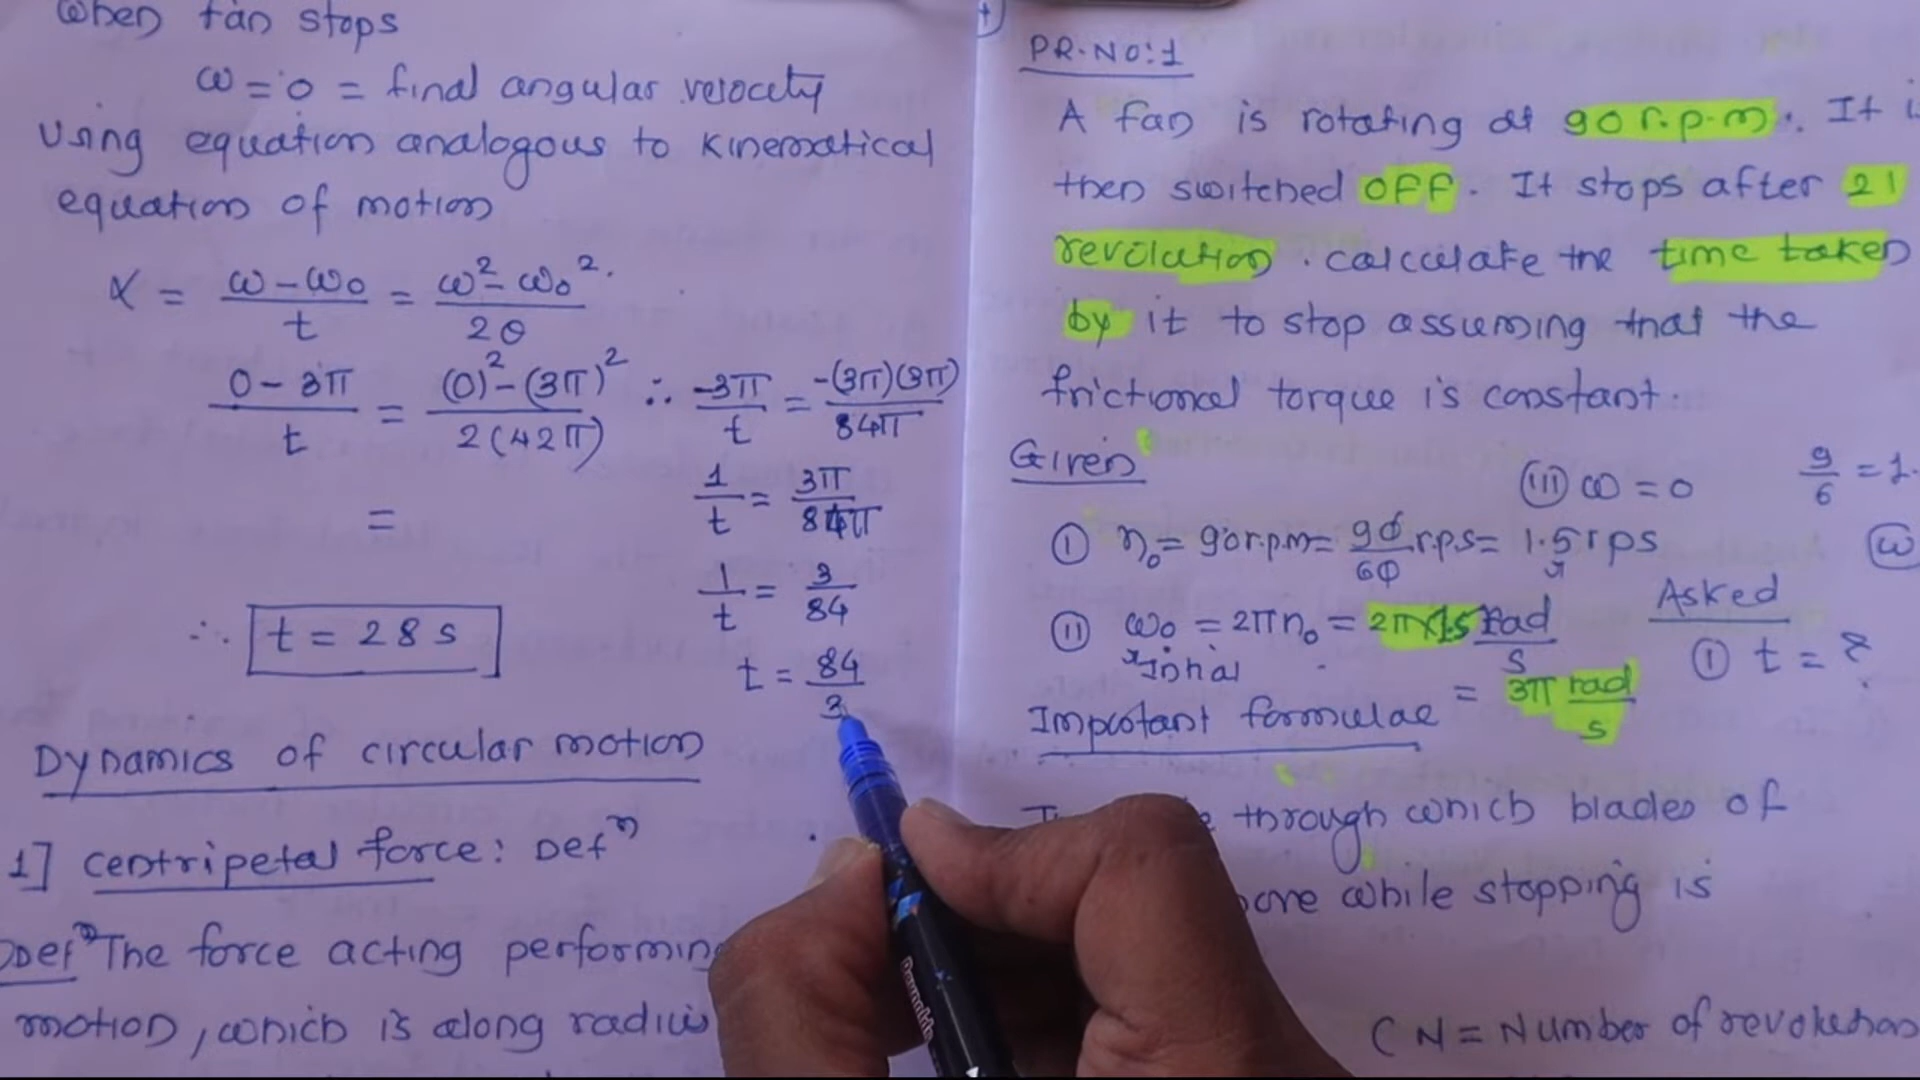 when fan stops
ω = 0 = final angular velocity
Using equation analogous to kinematical
equation of motion
α = ω - ω₀ / t = ω² - ω₀² / 2θ
0 - 3π / t = (0)² - (3π)² / 2(42π) ∴ -3π / t = -(3π)(3π) / 84π
= 1 / t = 3π / 84π
1 / t = 3 / 84
∴ t = 28 s
t = 84 / 3
Dynamics of circular motion
1] centripetal force: Defⁿ
Defⁿ The force acting performing
motion, which is along radius
PR.NO:1
A fan is rotating at 90 r.p.m. It
then switched OFF. It stops after 21
revolution. calculate the time taken
by it to stop assuming that the
frictional torque is constant.
Given
(III) ω = 0
9/6 = 1.
(I) n₀ = 90 r.p.m = 90/60 r.p.s = 1.5 rps
(II) ω₀ = 2πn₀ = 2π×1.5 rad/s
Initial
= 3π rad/s
Asked
(I) t = ?
Important formulae
through which blades of
while stopping is
(N = Number of revolution